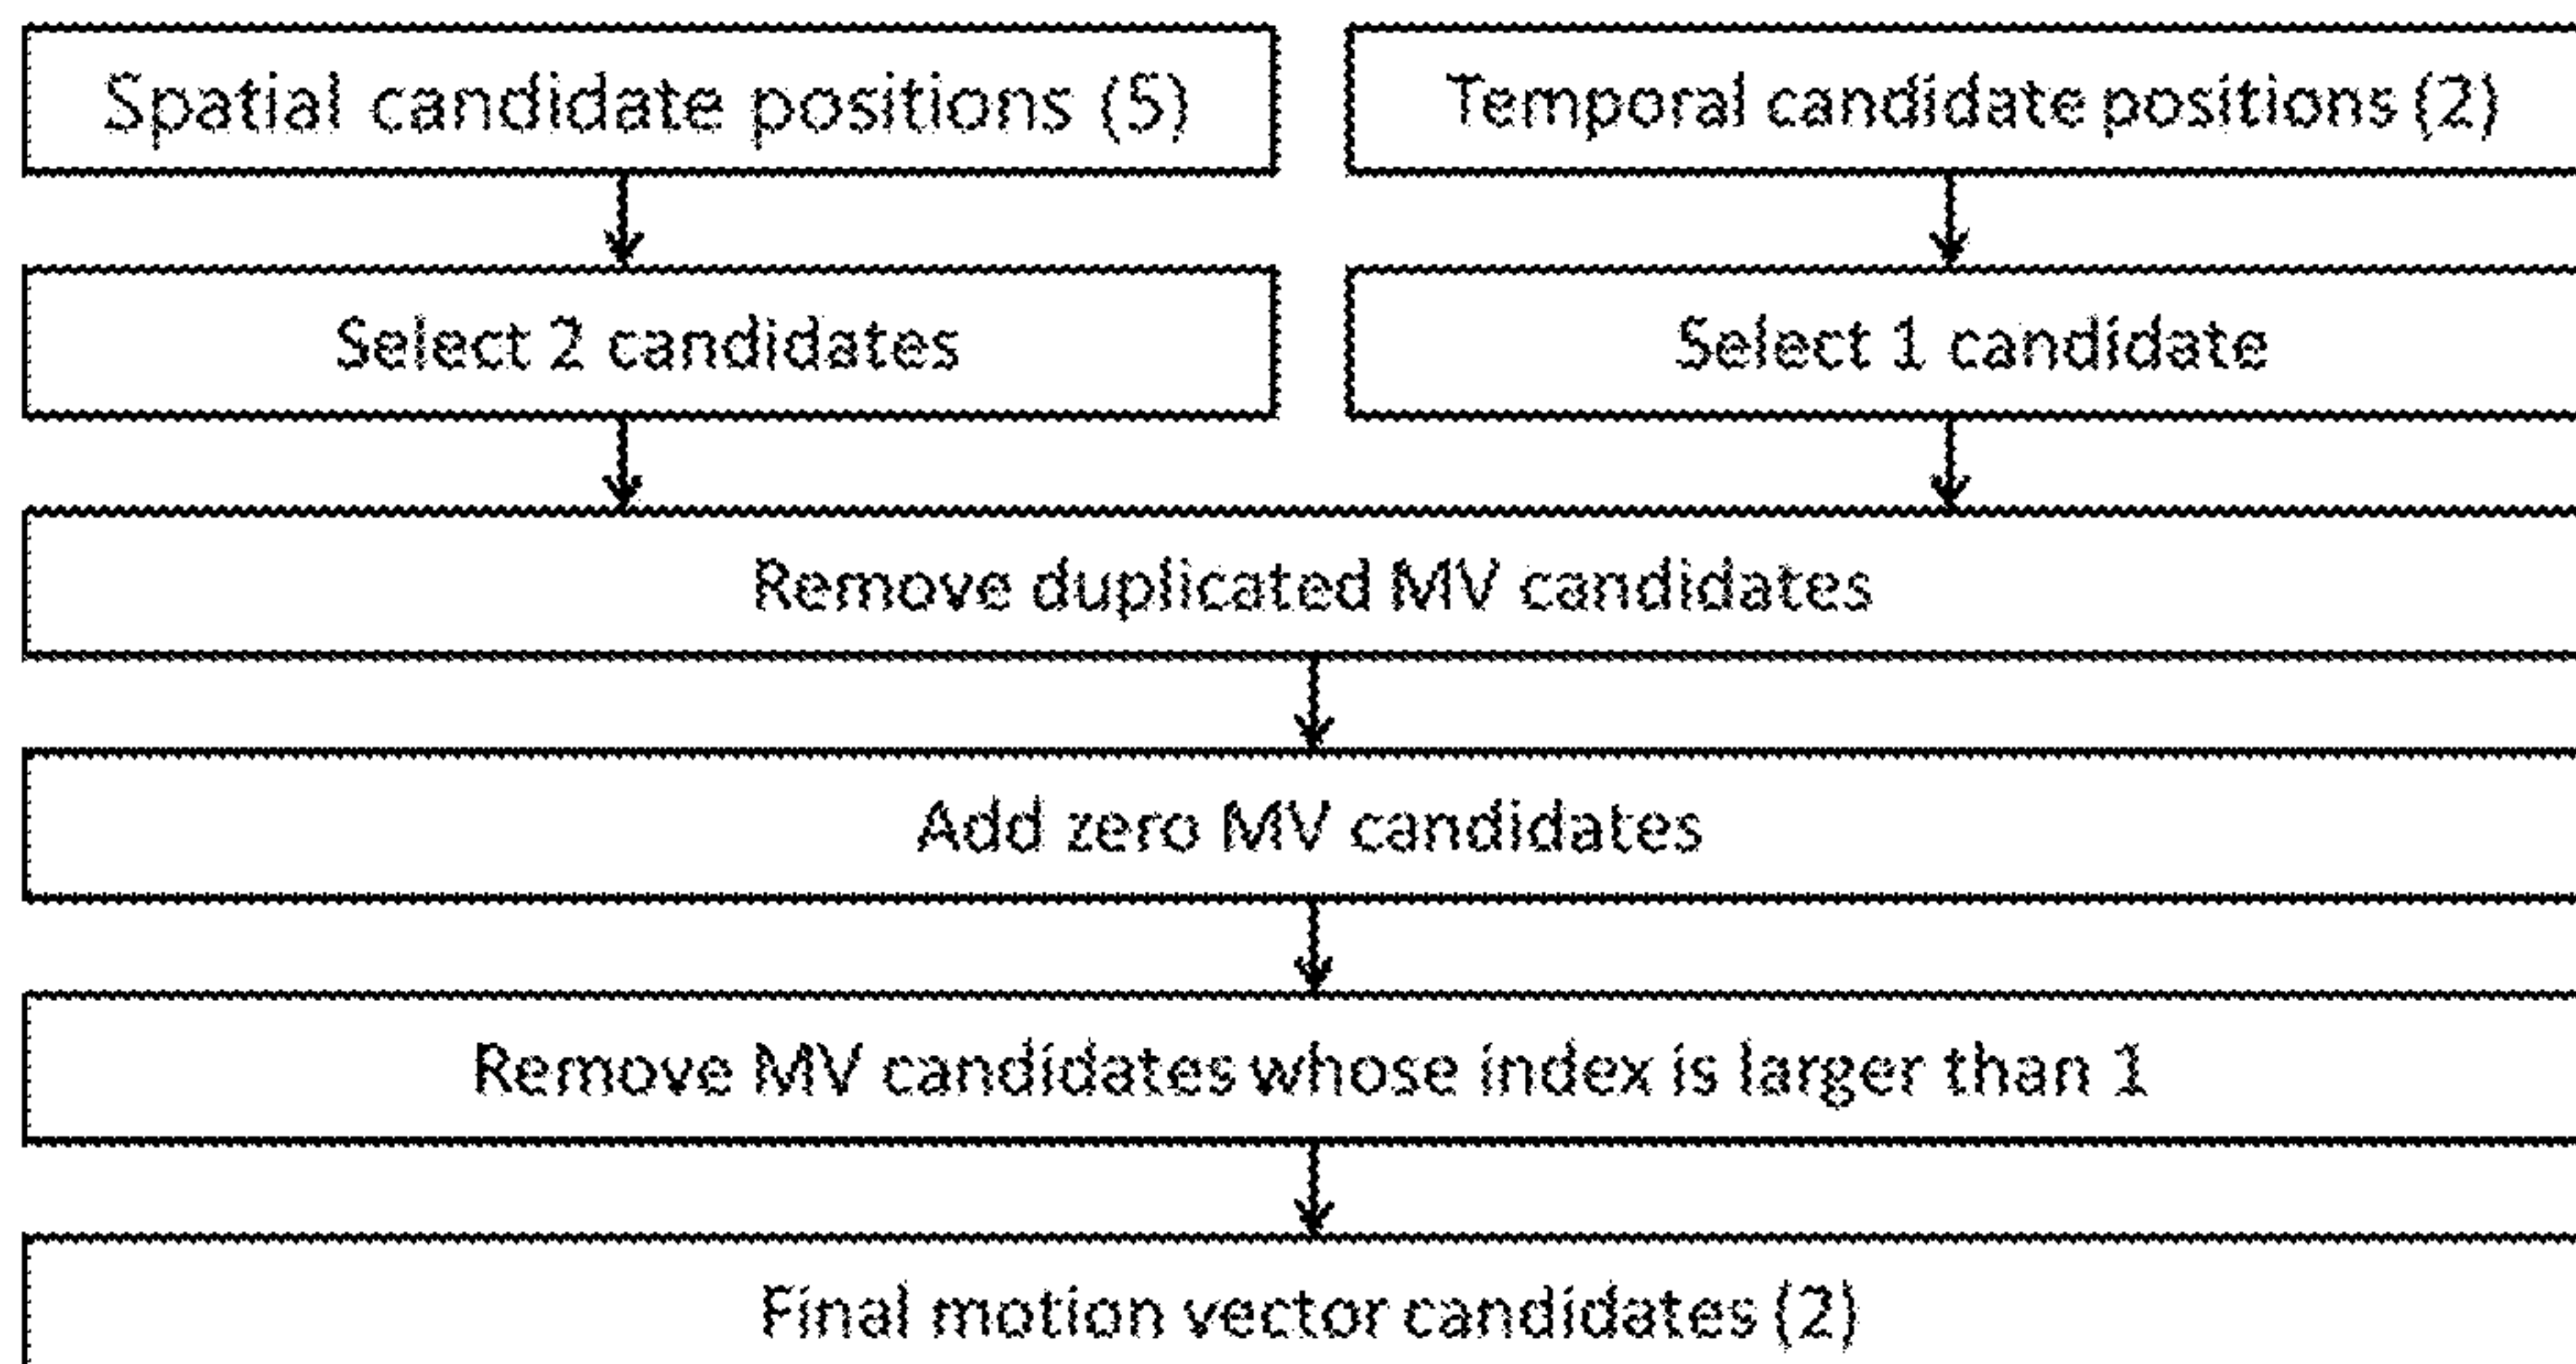 Spatial candidate positions (5)
Temporal candidate positions (2)
Select 2 candidates
Select 1 candidate
Remove duplicated MV candidates
Add zero MV candidates
Remove MV candidates whose index is larger than 1
Final motion vector candidates (2)